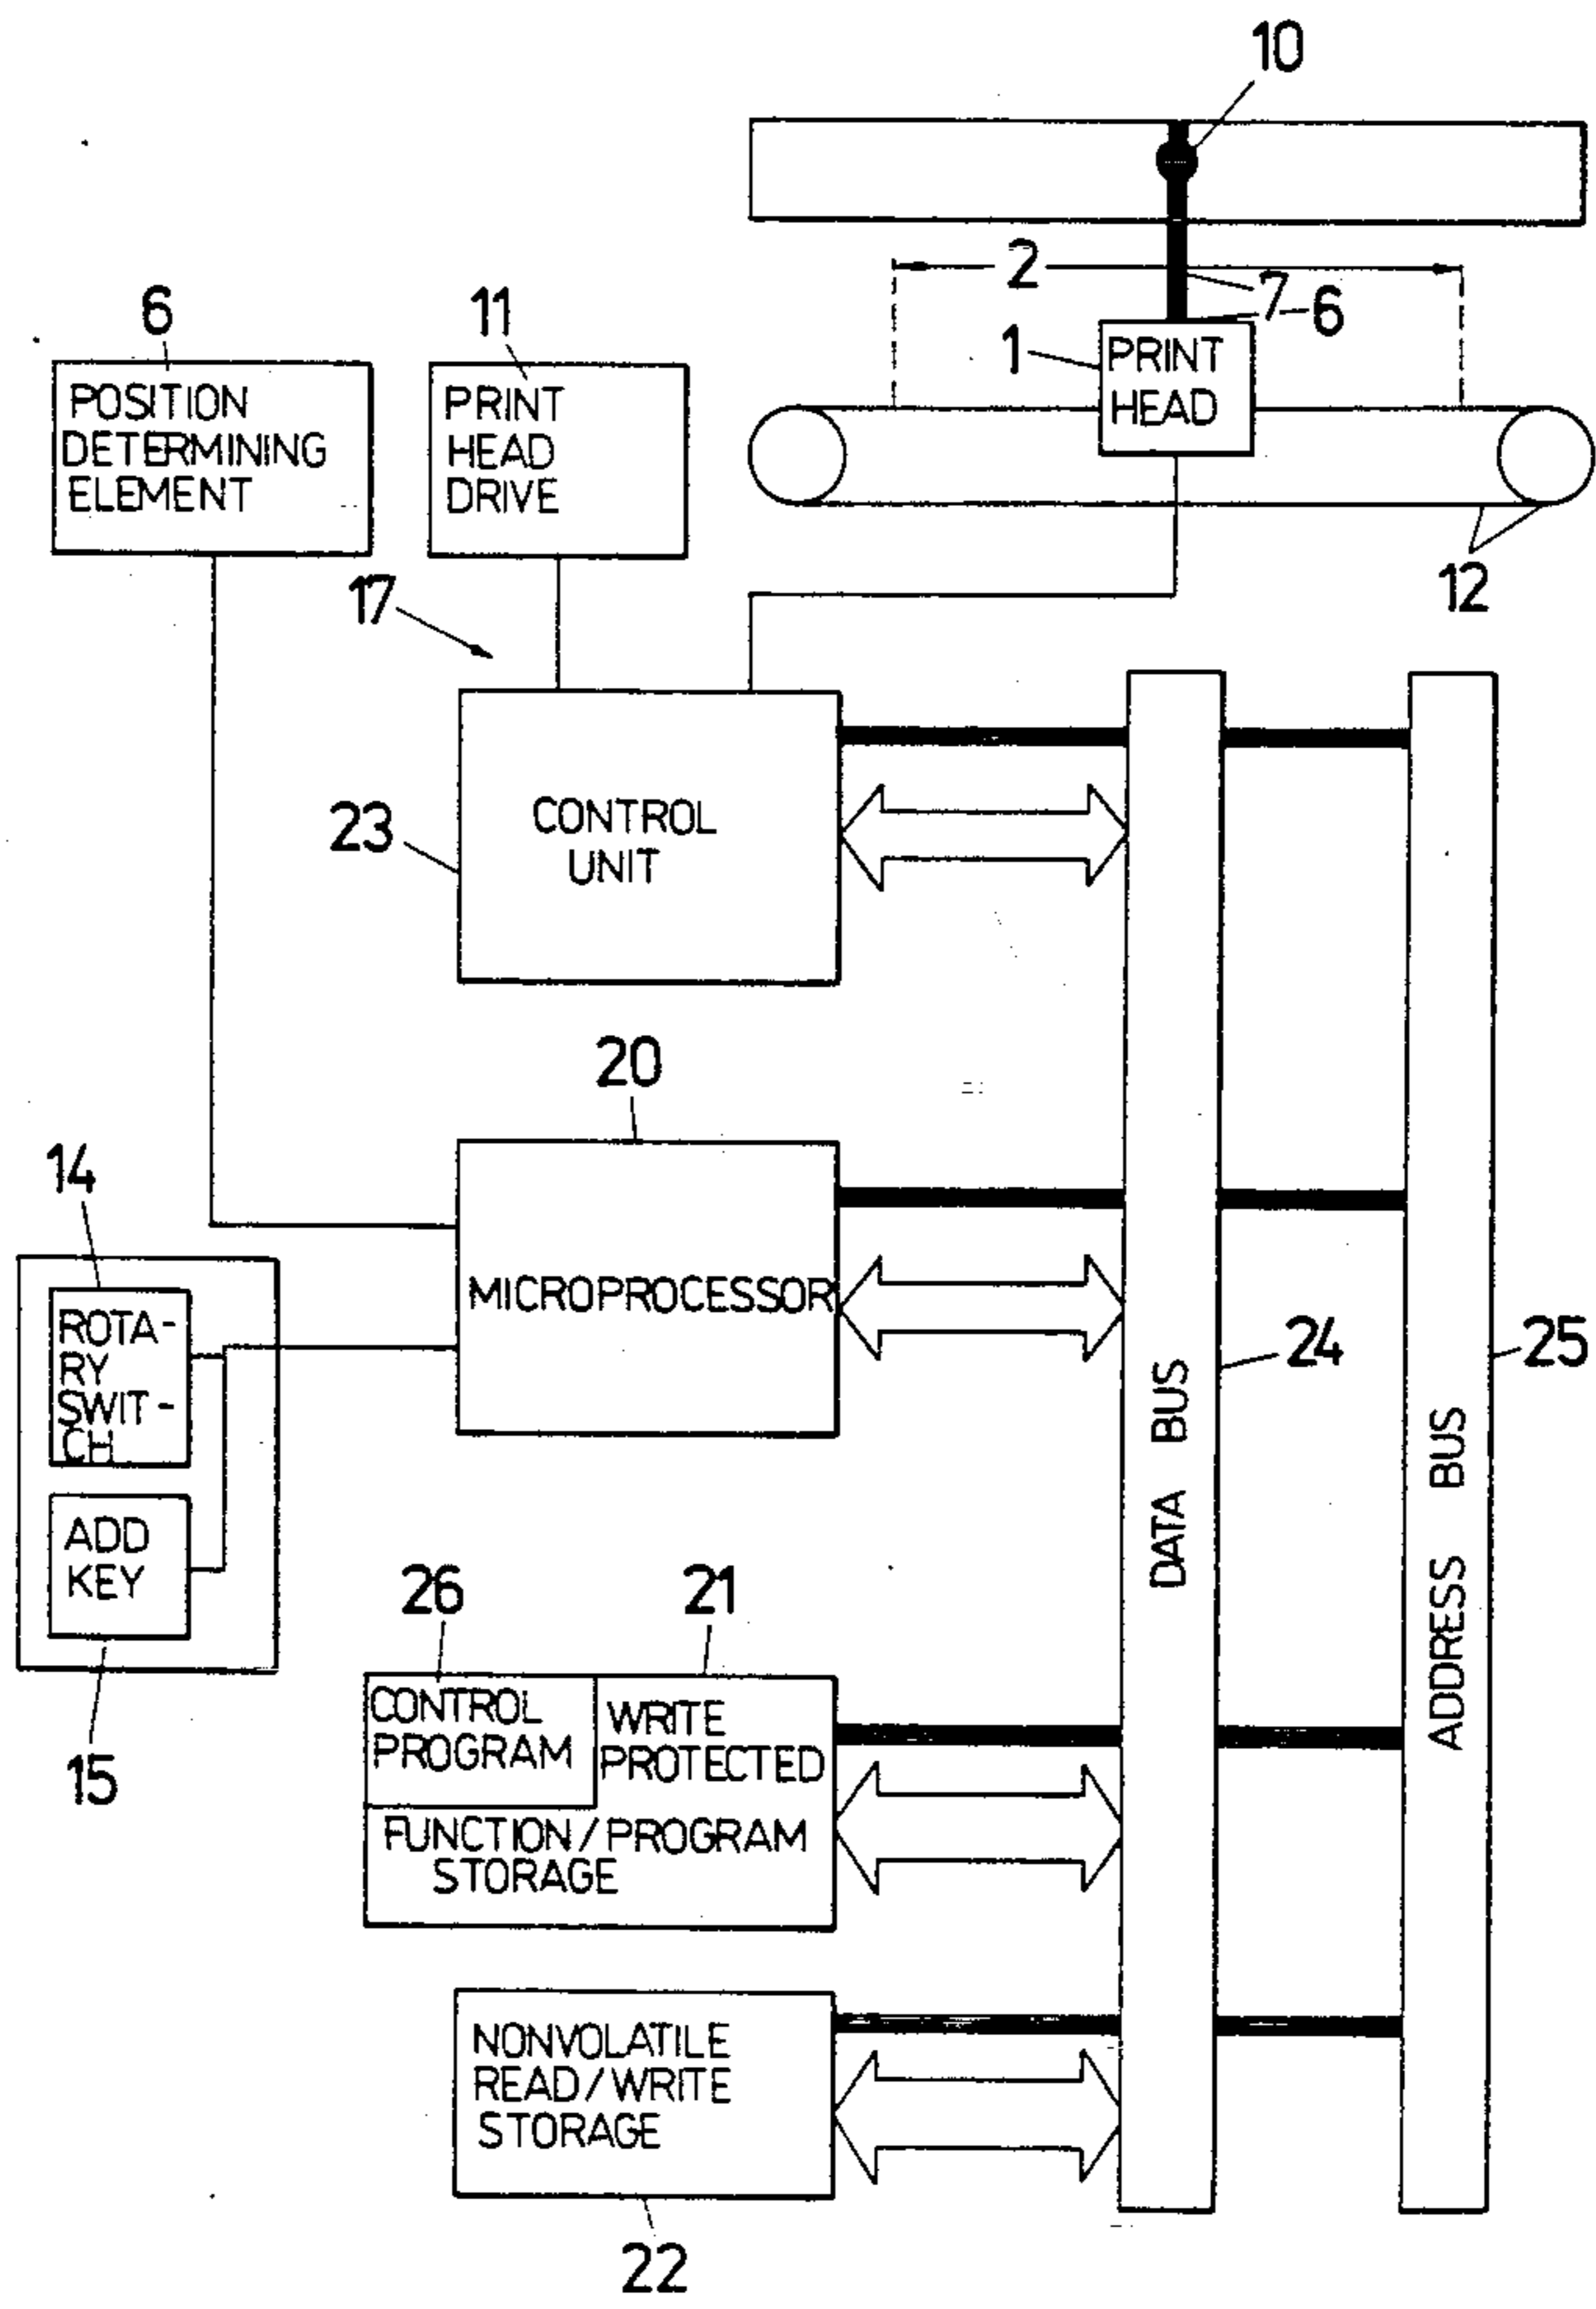 10
2
7-6
1
PRINT
HEAD
12
6
POSITION
DETERMINING
ELEMENT
11
PRINT
HEAD
DRIVE
17
23
CONTROL
UNIT
20
MICROPROCESSOR
14
ROTA-
RY
SWIT-
CH
ADD
KEY
15
26
21
CONTROL
PROGRAM
WRITE
PROTECTED
FUNCTION/PROGRAM
STORAGE
NONVOLATILE
READ/WRITE
STORAGE
22
DATA BUS
24
ADDRESS BUS
25